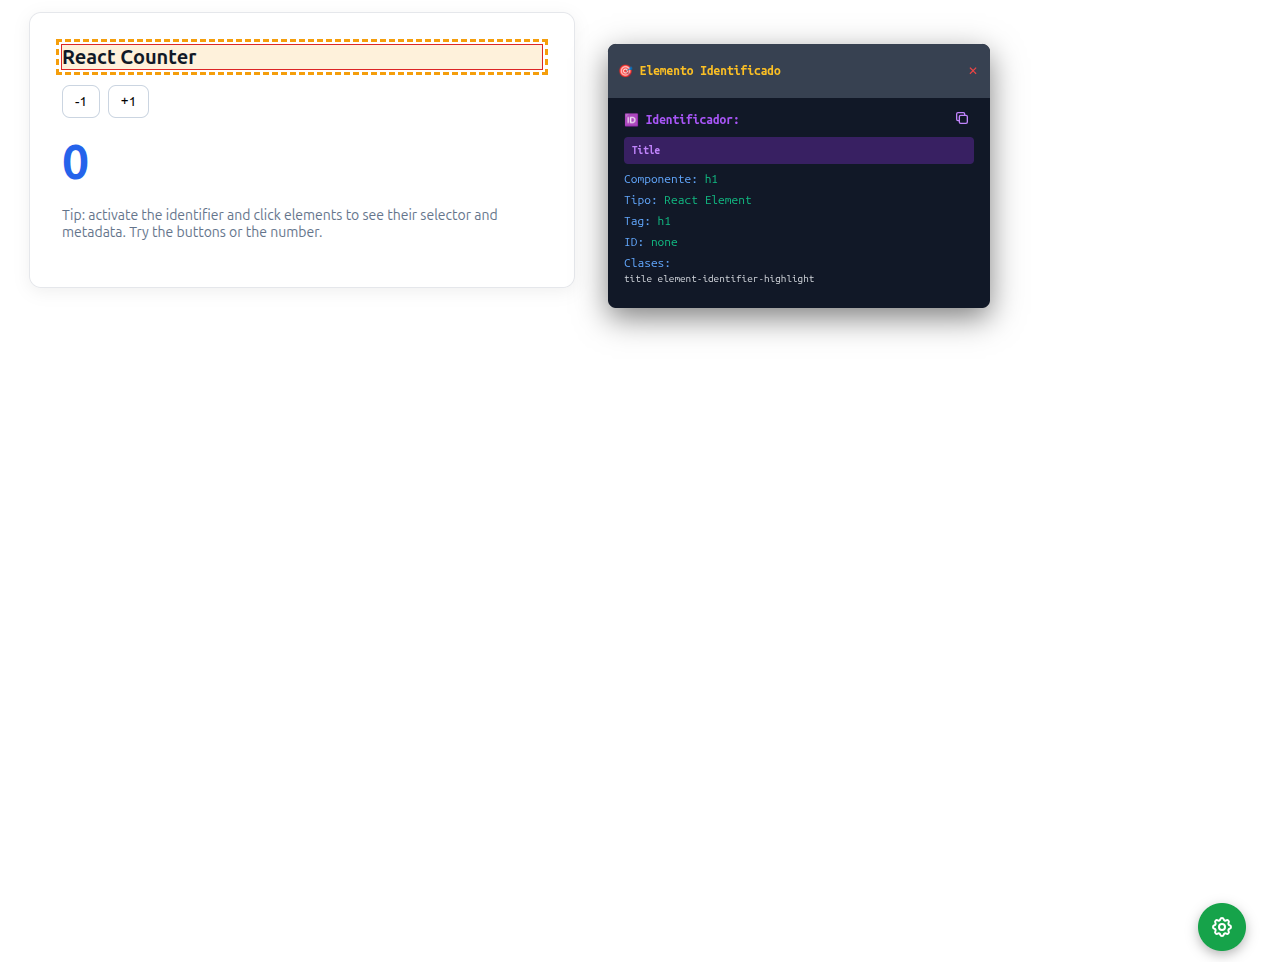 React Counter
-1
+1
0
Tip: activate the identifier and click elements to see their selector and
metadata. Try the buttons or the number.
🎯 Elemento Identificado
×
🆔 Identificador:
Title
Componente: h1
Tipo: React Element
Tag: h1
ID: none
Clases:
title element-identifier-highlight